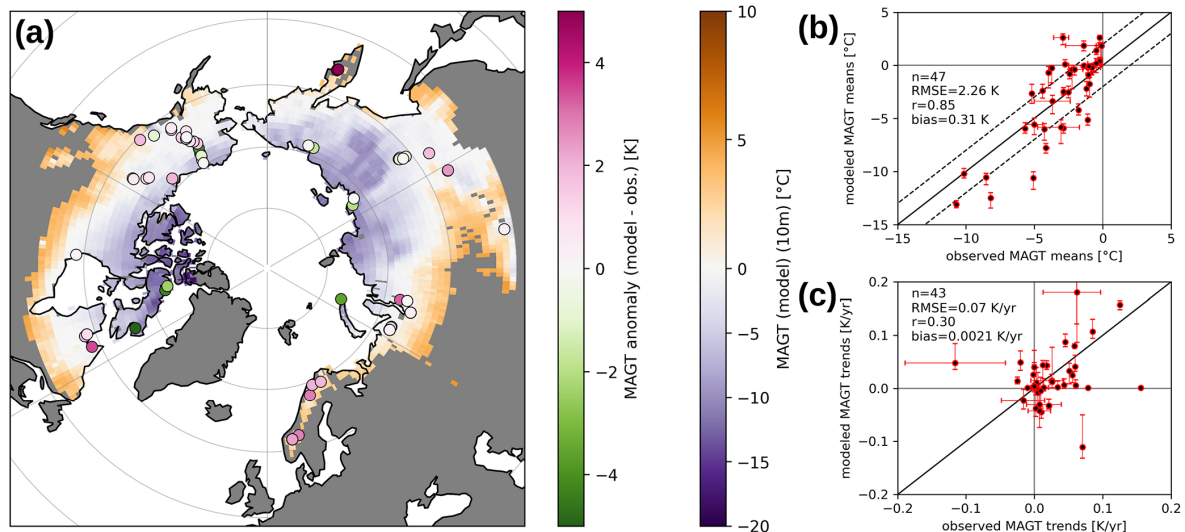 (a)
4
2
0
−2
−4
MAGT anomaly (model - obs.) [K]
10
5
0
−5
−10
−15
−20
MAGT (model) (10m) [°C]
(b)
5
0
−5
−10
−15
modeled MAGT means [°C]
n=47
RMSE=2.26 K
r=0.85
bias=0.31 K
−15
−10
−5
0
5
observed MAGT means [°C]
(c)
0.2
0.1
0.0
−0.1
−0.2
modeled MAGT trends [K/yr]
n=43
RMSE=0.07 K/yr
r=0.30
bias=0.0021 K/yr
−0.2
−0.1
0.0
0.1
0.2
observed MAGT trends [K/yr]